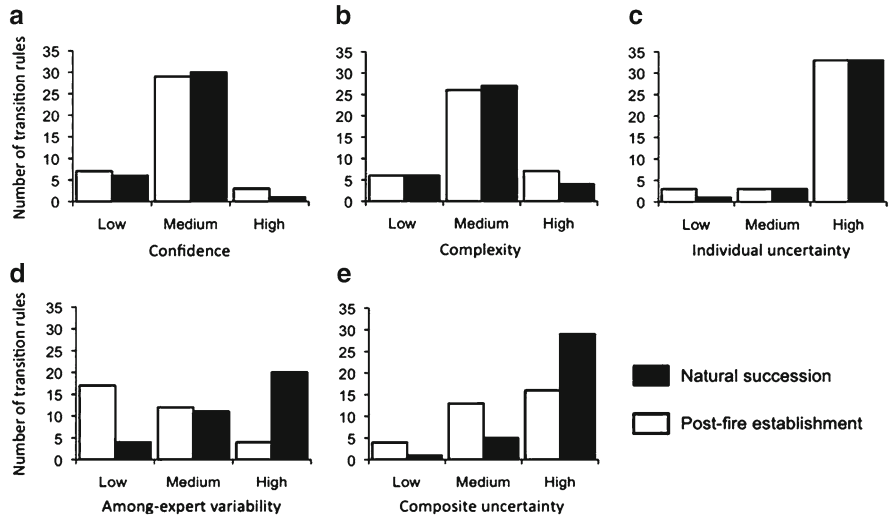 a
b
c
Number of transition rules
35
30
25
20
15
10
5
0
Low Medium High
Confidence
35
30
25
20
15
10
5
0
Low Medium High
Complexity
35
30
25
20
15
10
5
0
Low Medium High
Individual uncertainty
d
e
Number of transition rules
35
30
25
20
15
10
5
0
Low Medium High
Among-expert variability
35
30
25
20
15
10
5
0
Low Medium High
Composite uncertainty
Natural succession
Post-fire establishment